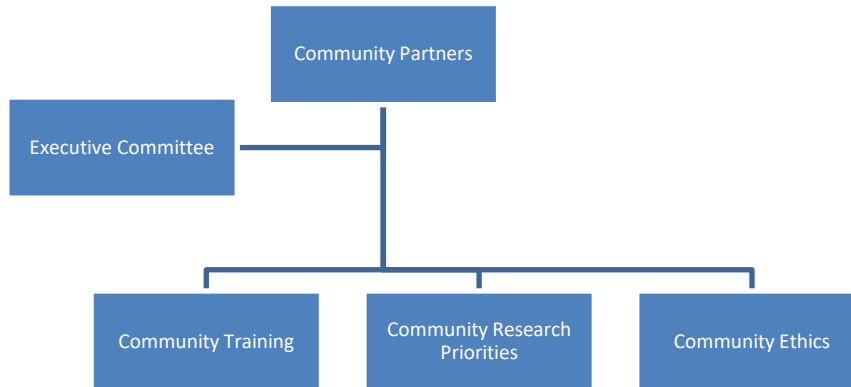 Community Partners
Executive Committee
Community Training
Community Research
Priorities
Community Ethics